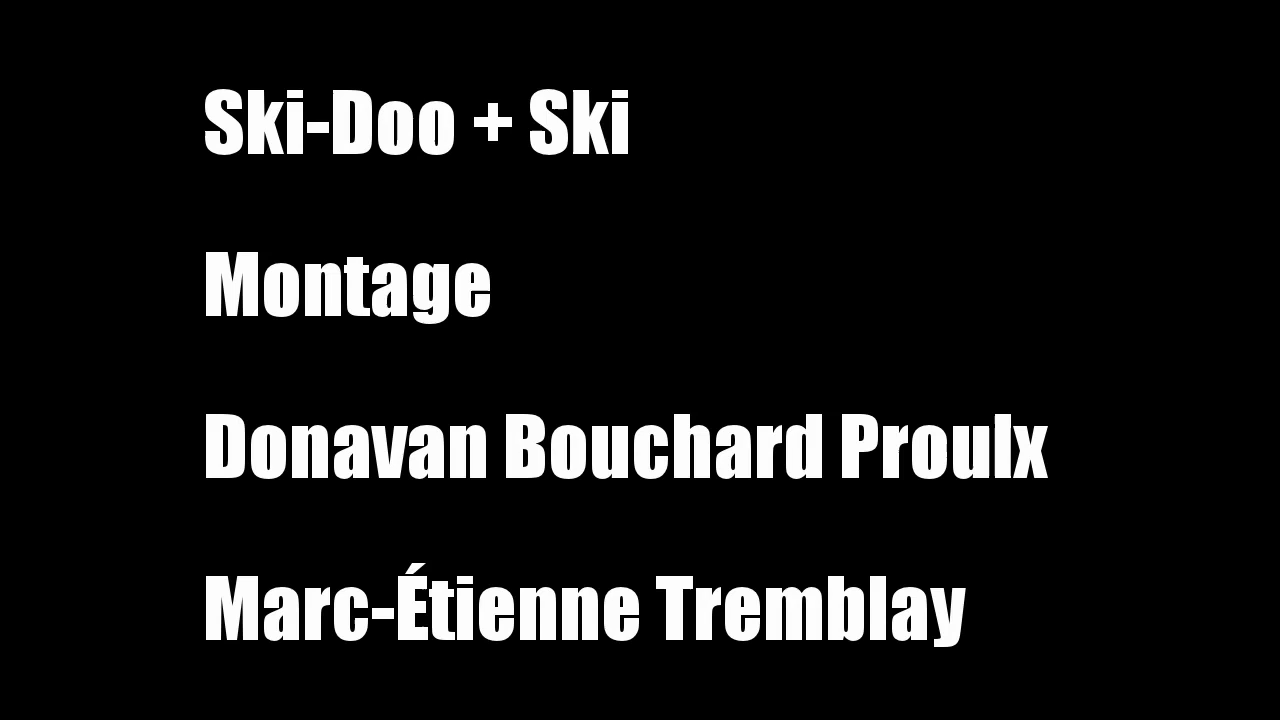 Ski-Doo + Ski
Montage
Donavan Bouchard Proulx
Marc-Étienne Tremblay